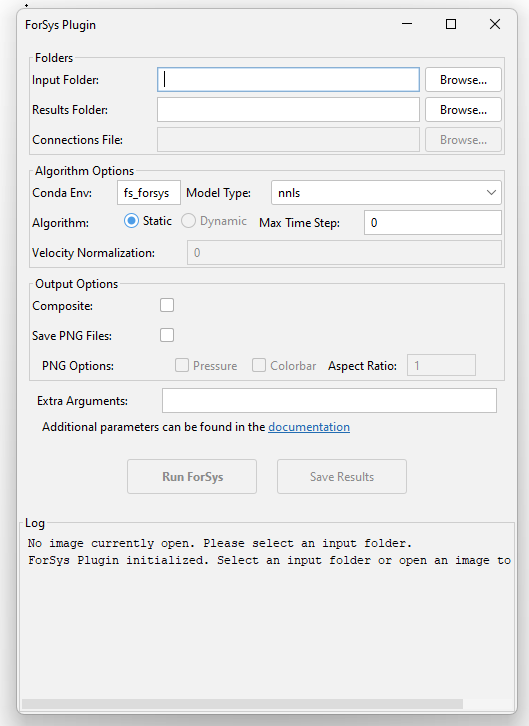 ForSys Plugin
Folders
Input Folder: Browse...
Results Folder: Browse...
Connections File: Browse...
Algorithm Options
Conda Env: fs_forsys Model Type: nnls
Algorithm: Static Dynamic Max Time Step: 0
Velocity Normalization: 0
Output Options
Composite:
Save PNG Files:
PNG Options: Pressure Colorbar Aspect Ratio: 1
Extra Arguments:
Additional parameters can be found in the documentation
Run ForSys Save Results
Log
No image currently open. Please select an input folder.
ForSys Plugin initialized. Select an input folder or open an image to